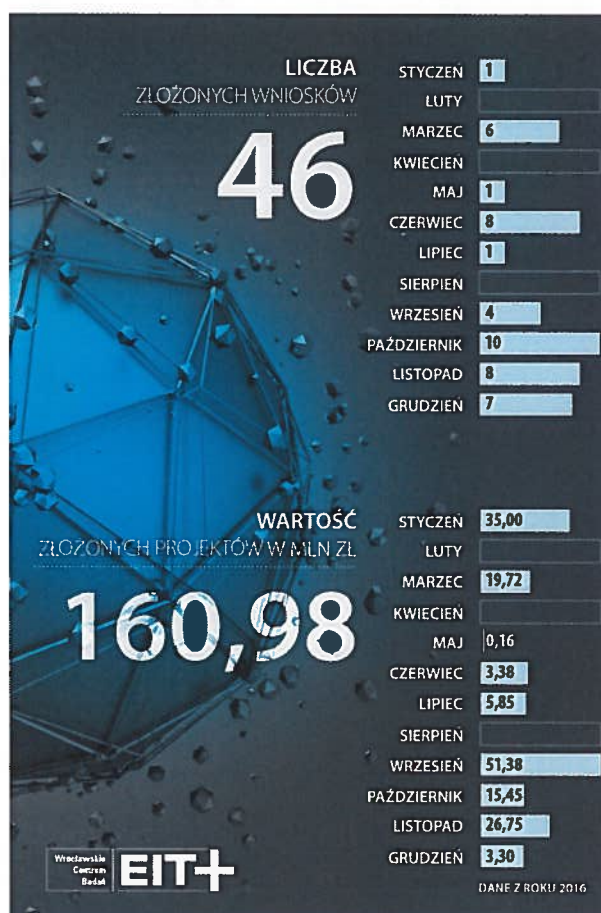 LICZBA
ZŁOŻONYCH WNIOSKÓW
46
STYCZEŃ 1
LUTY
MARZEC 6
KWIECIEŃ
MAJ 1
CZERWIEC 8
LIPIEC 1
SIERPIEŃ
WRZESIEŃ 4
PAŹDZIERNIK 10
LISTOPAD 8
GRUDZIEŃ 7
WARTOŚĆ
ZŁOŻONYCH PROJEKTÓW W MLN ZŁ
160,98
STYCZEŃ 35,00
LUTY
MARZEC 19,72
KWIECIEŃ
MAJ 0,16
CZERWIEC 3,38
LIPIEC 5,85
SIERPIEŃ
WRZESIEŃ 51,38
PAŹDZIERNIK 15,45
LISTOPAD 26,75
GRUDZIEŃ 3,30
Wrocławskie
Centrum
Badań
EIT+
DANE Z ROKU 2016